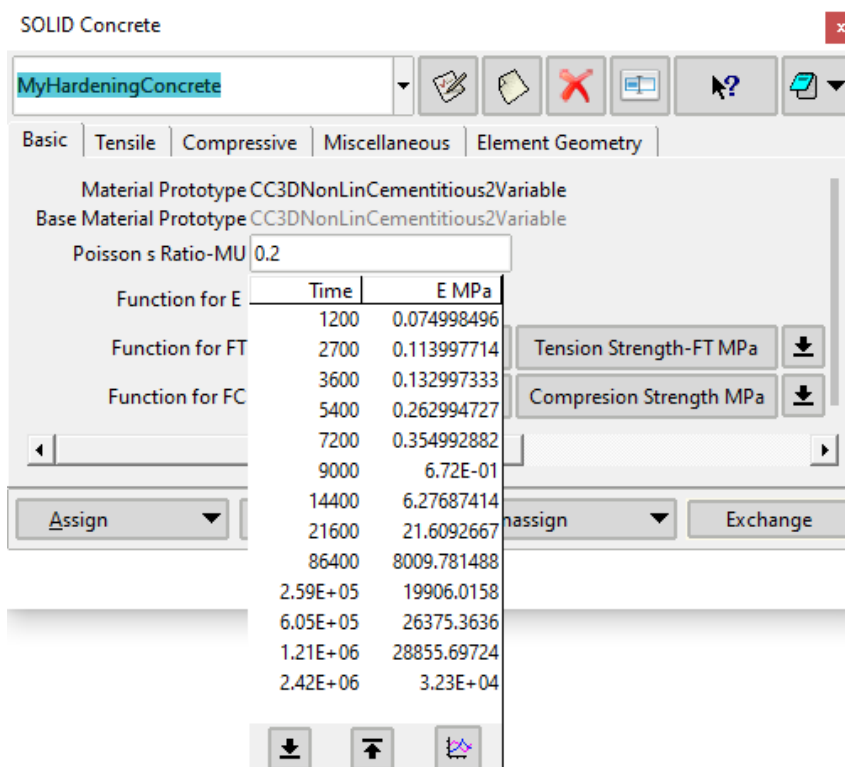 SOLID Concrete
x
MyHardeningConcrete
?
Basic Tensile Compressive Miscellaneous Element Geometry
Material Prototype CC3DNonLinCementitious2Variable
Base Material Prototype CC3DNonLinCementitious2Variable
Poisson s Ratio-MU 0.2
Function for E
Time E MPa
1200 0.074998496
Function for FT
2700 0.113997714
Tension Strength-FT MPa
3600 0.132997333
Function for FC
5400 0.262994727
Compresion Strength MPa
7200 0.354992882
9000 6.72E-01
14400 6.27687414
Assign
21600 21.6092667
nassign
Exchange
86400 8009.781488
2.59E+05 19906.0158
6.05E+05 26375.3636
1.21E+06 28855.69724
2.42E+06 3.23E+04